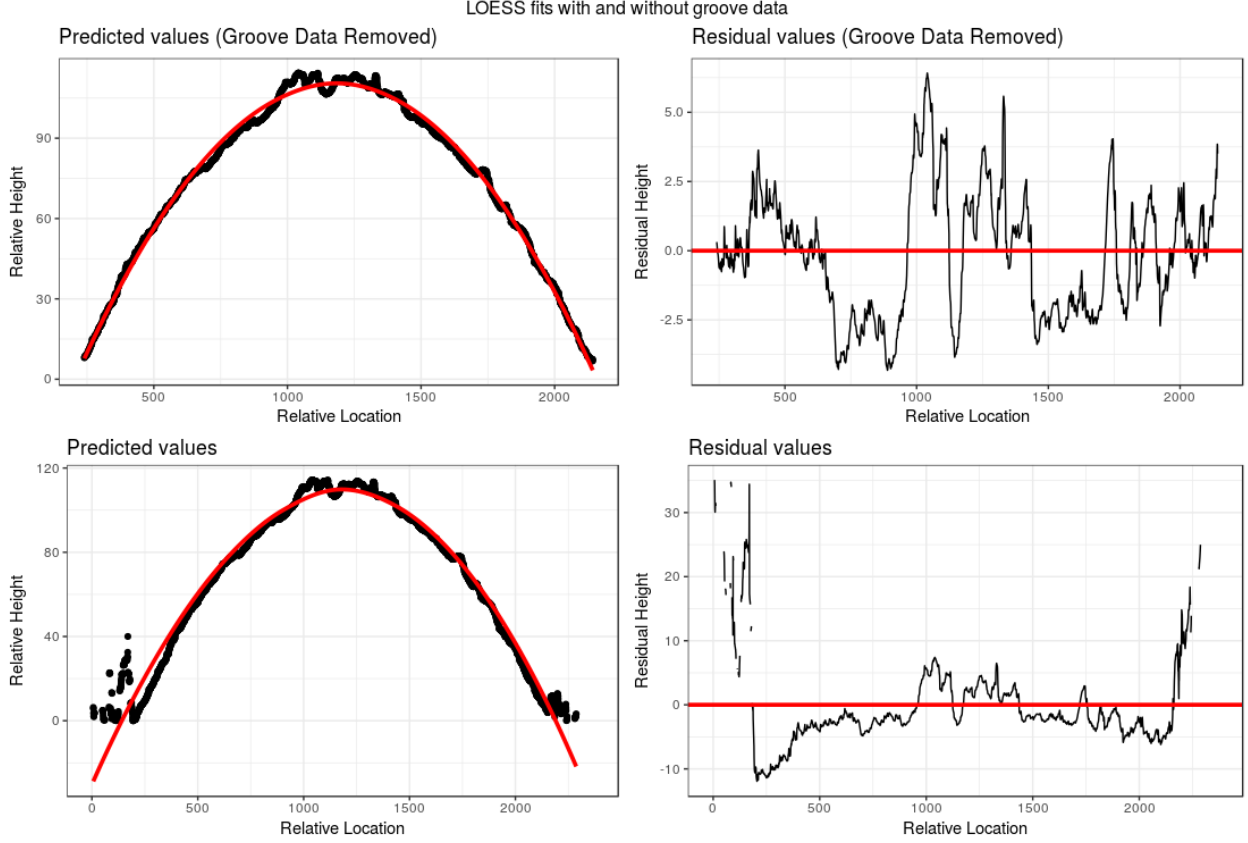 LOESS fits with and without groove data
Predicted values (Groove Data Removed)
Relative Height
90
60
30
0
500
1000
1500
2000
Relative Location
Residual values (Groove Data Removed)
Residual Height
5.0
2.5
0.0
-2.5
500
1000
1500
2000
Relative Location
Predicted values
Relative Height
120
80
40
0
0
500
1000
1500
2000
Relative Location
Residual values
Residual Height
30
20
10
0
-10
0
500
1000
1500
2000
Relative Location